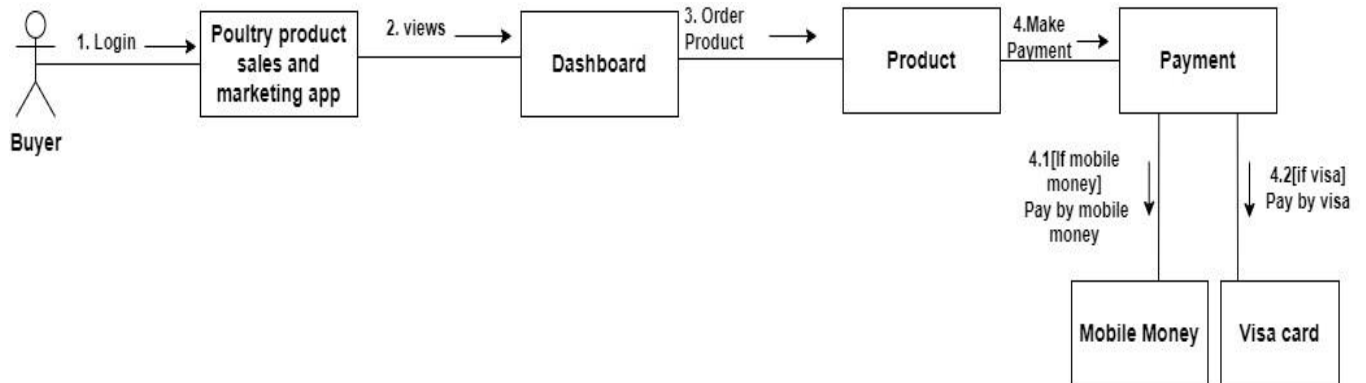 1. Login
Poultry product
sales and
marketing app
2. views
Dashboard
3. Order
Product
Product
4.Make
Payment
Payment
Buyer
4.1[If mobile
money]
Pay by mobile
money
4.2[if visa]
Pay by visa
Mobile Money
Visa card